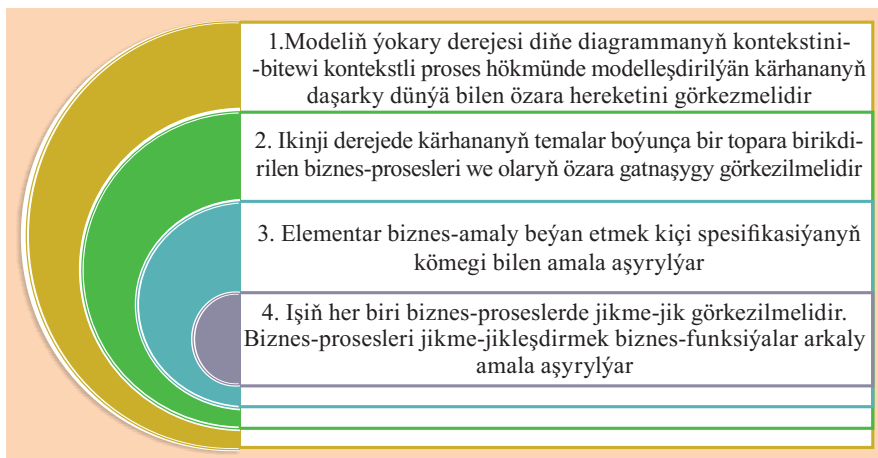 1.Modeliň ýokary derejesi diňe diagrammanyň kontekstini-
-bitewi kontekstli proses hökmünde modelleşdirilýän kärhananyň
daşarky dünýä bilen özara hereketini görkezmelidir
2. Ikinji derejede kärhananyň temalar boýunça bir topara birikdi-
rilen biznes-prosesleri we olaryň özara gatnaşygy görkezilmelidir
3. Elementar biznes-amaly beýan etmek kiçi spesifikasiýanyň
kömegi bilen amala aşyrylýar
4. Işiň her biri biznes-proseslerde jikme-jik görkezilmelidir.
Biznes-prosesleri jikme-jikleşdirmek biznes-funksiýalar arkaly
amala aşyrylýar